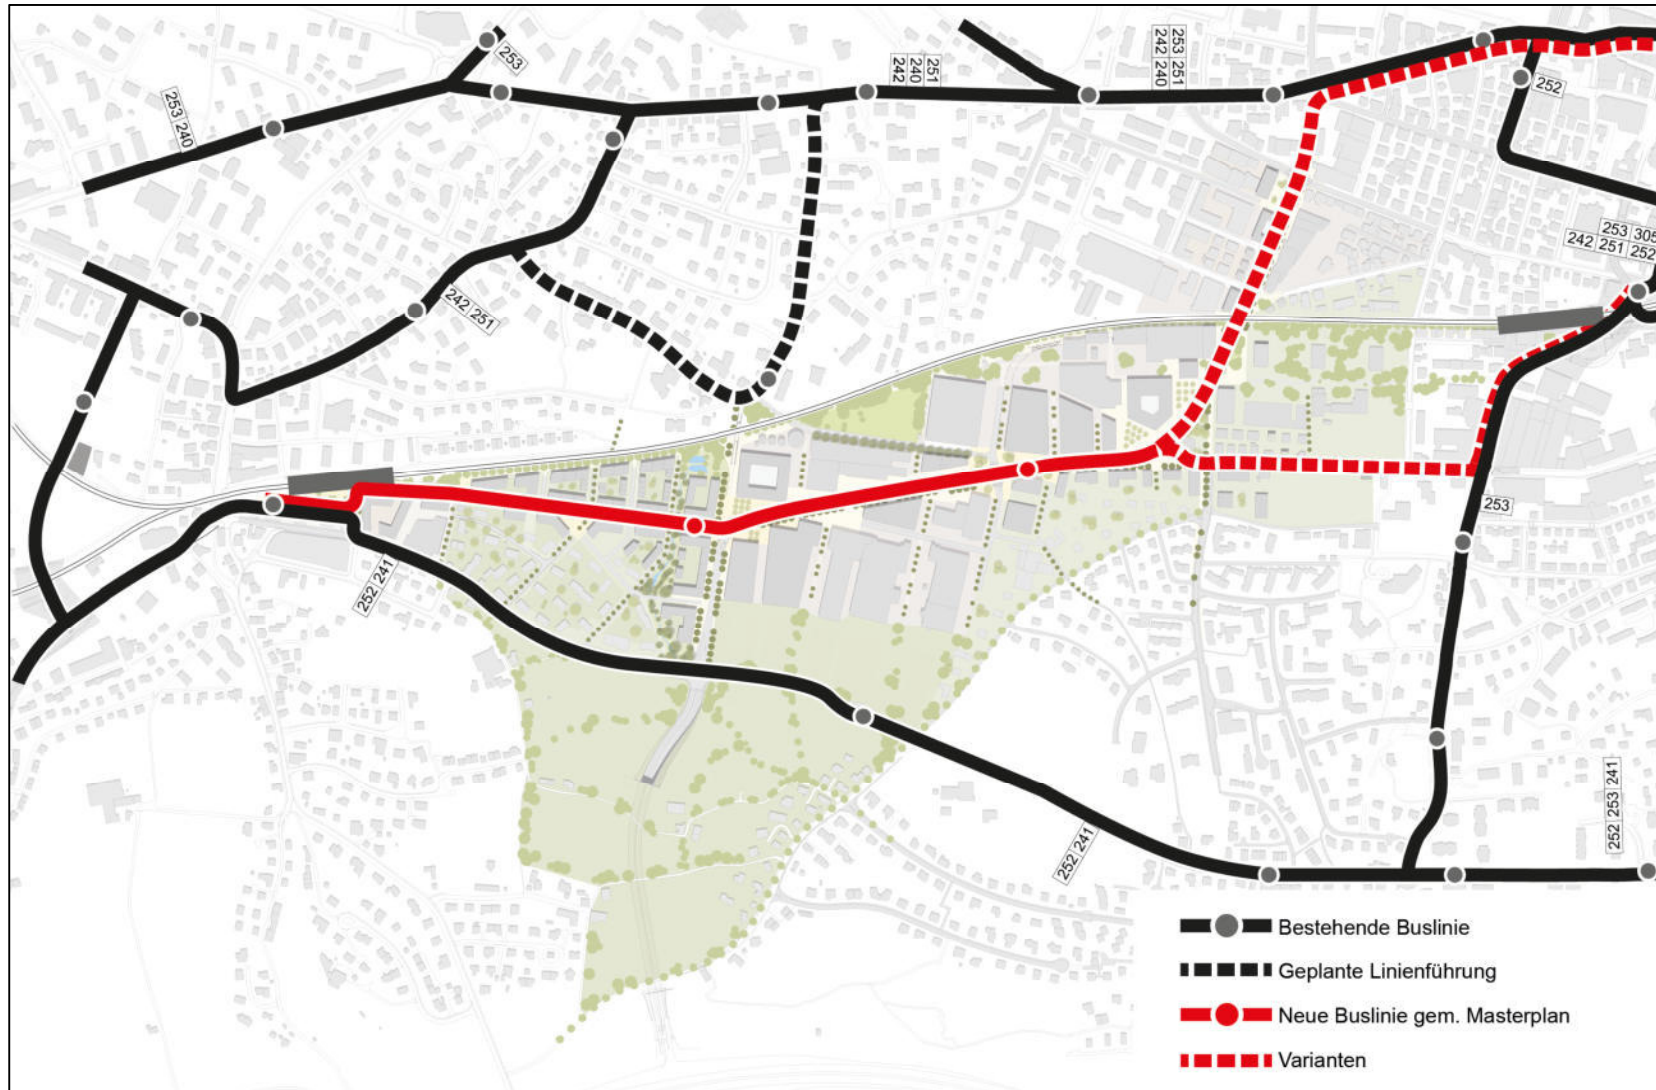 253
253 240
251
240
242
253 251
242 240
252
253 305
242 251 252
242 251
253
252 241
252 241
252 253 241
Bestehende Buslinie
Geplante Linienführung
Neue Buslinie gem. Masterplan
Varianten